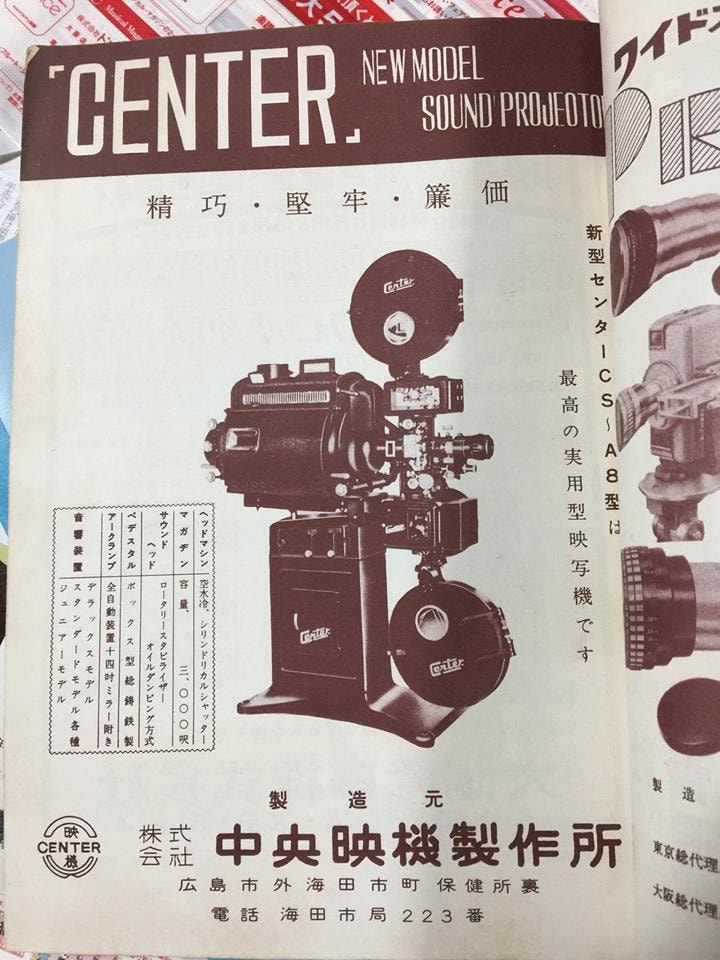 「CENTER」
NEW MODEL
SOUND PROJEOTO
精巧・堅牢・簾価
新型センターCS〜A8型は
最高の実用型映写機です
Center
Center
Center
ヘッドマシン 空水冷、シリンドリカルシャッター
マガヂン 容量、三、〇〇〇呎
サウンドヘッド ロータリースタビライザー
オイルダンピング方式
ペデスタル ボックス型総鋳鉄製
アークランプ 全自動装置十四吋ミラー附き
音響装置 デラックスモデル
スタンダードモデル各種
ジュニアーモデル
製造元
株式会社 中央映機製作所
映
CENTER
機
広島市外海田市町 保健所裏
電話 海田市局 223番
ワイド
製造
東京総代理
大阪総代理